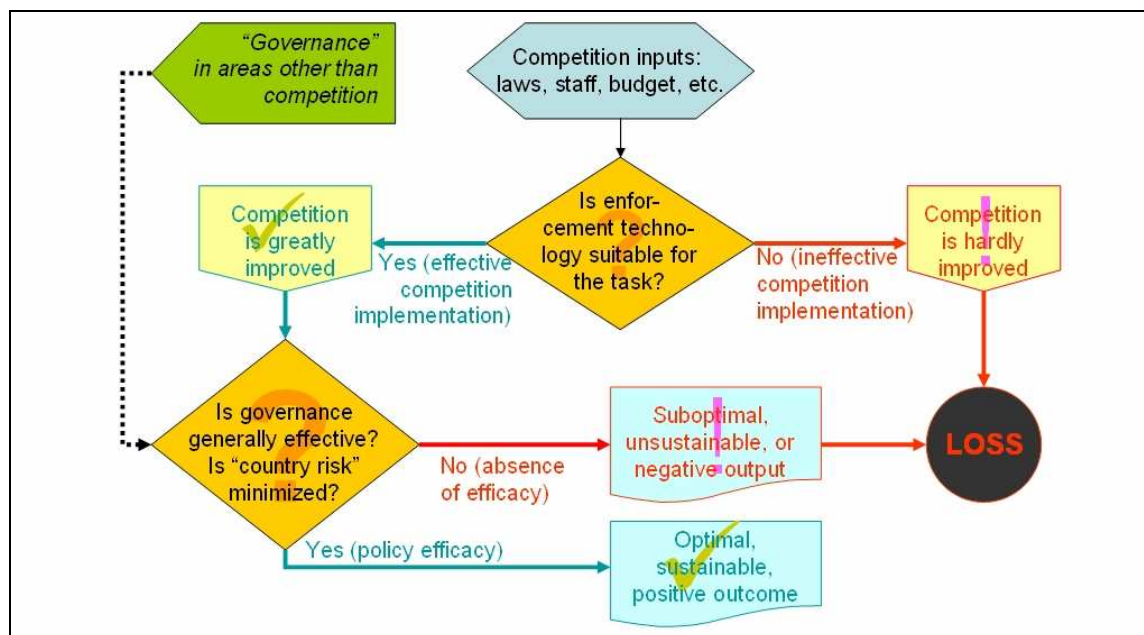 “Governance”
in areas other than
competition
Competition inputs:
laws, staff, budget, etc.
Is enfor-
cement techno-
logy suitable for
the task?
?
Competition
is greatly
improved
Yes (effective
competition
implementation)
No (ineffective
competition
implementation)
Competition
is hardly
improved
!
Is governance
generally effective?
Is “country risk”
minimized?
?
No (absence
of efficacy)
Suboptimal,
unsustainable, or
negative output
!
LOSS
Yes (policy efficacy)
Optimal,
sustainable,
positive outcome